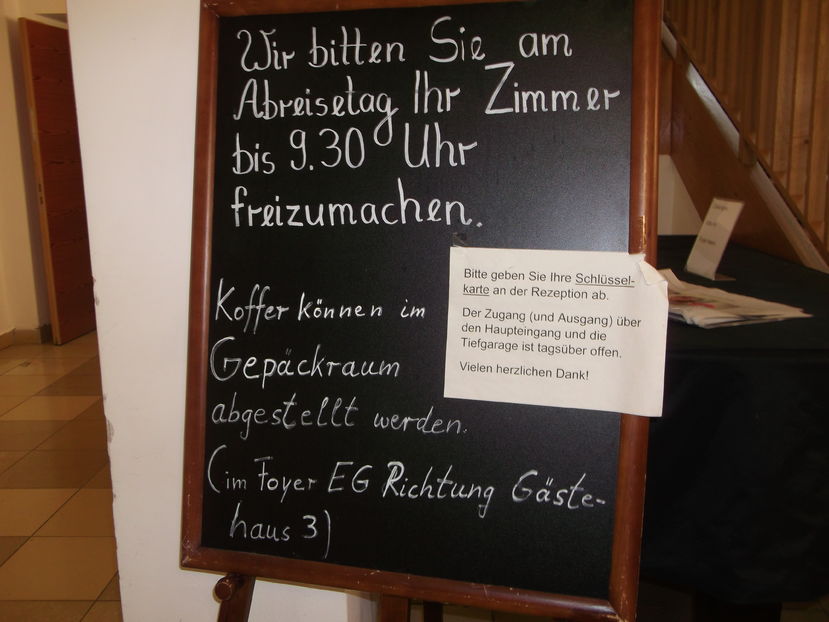 Wir bitten Sie am
Abreisetag Ihr Zimmer
bis 9.30 Uhr
freizumachen.
Koffer können im
Gepäckraum
abgestellt werden.
(im Foyer EG Richtung Gäste-
haus 3)
Bitte geben Sie Ihre Schlüssel-
karte an der Rezeption ab.
Der Zugang (und Ausgang) über
den Haupteingang und die
Tiefgarage ist tagsüber offen.
Vielen herzlichen Dank!